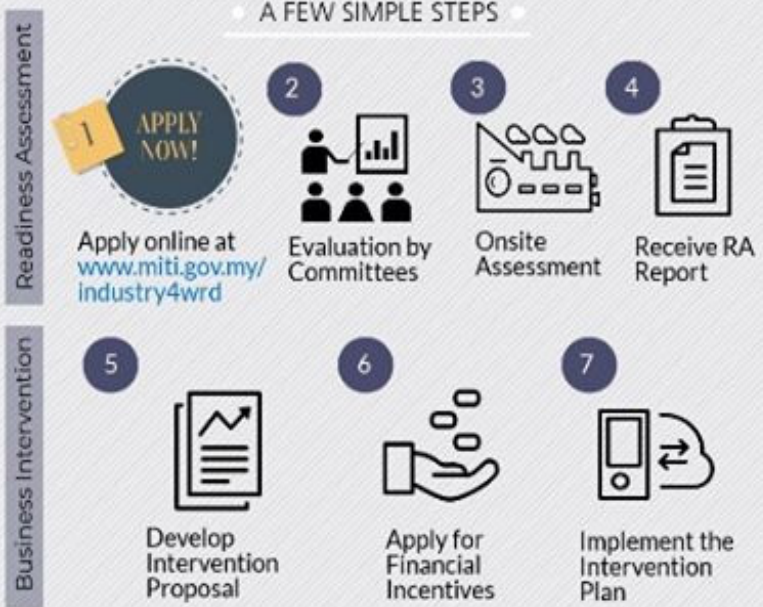 A FEW SIMPLE STEPS
Readiness Assessment
1
APPLY
NOW!
Apply online at
www.miti.gov.my/
industry4wrd
2
Evaluation by
Committees
3
Onsite
Assessment
4
Receive RA
Report
Business Intervention
5
Develop
Intervention
Proposal
6
Apply for
Financial
Incentives
7
Implement the
Intervention
Plan